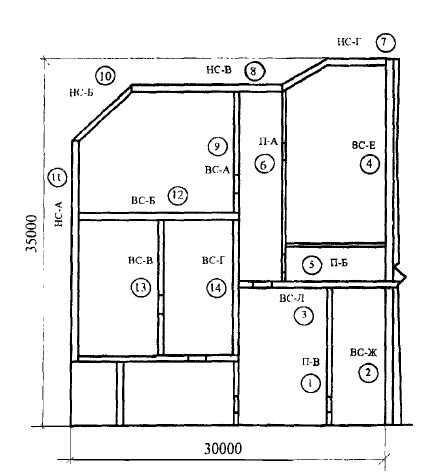 НС-Г 7
НС-В 8
10
НС-Б
9
П-А
6
ВС-Е
4
ВС-А
11
12
ВС-Б
НС-А
35000
ВС-В
13
ВС-Г
14
5 П-Б
ВС-Л
3
ВС-Ж
2
П-В
1
30000